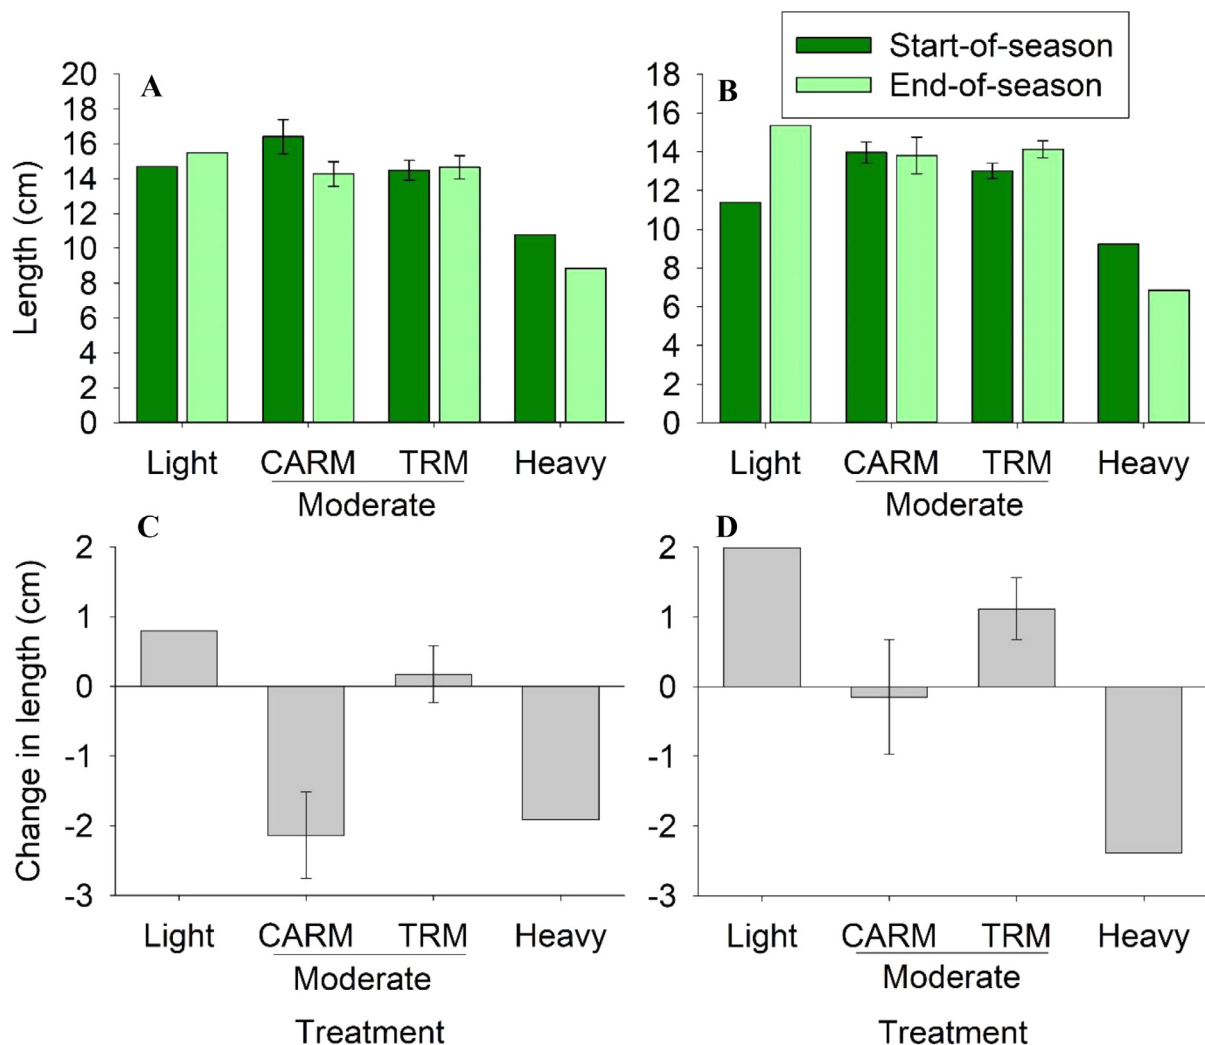 Start-of-season
End-of-season
A
20
18
16
14
12
10
8
6
4
2
0
Length (cm)
Light CARM TRM Heavy
Moderate
B
18
16
14
12
10
8
6
4
2
0
Light CARM TRM Heavy
Moderate
C
2
1
0
-1
-2
-3
Change in length (cm)
Light CARM TRM Heavy
Moderate
Treatment
D
2
1
0
-1
-2
-3
Light CARM TRM Heavy
Moderate
Treatment